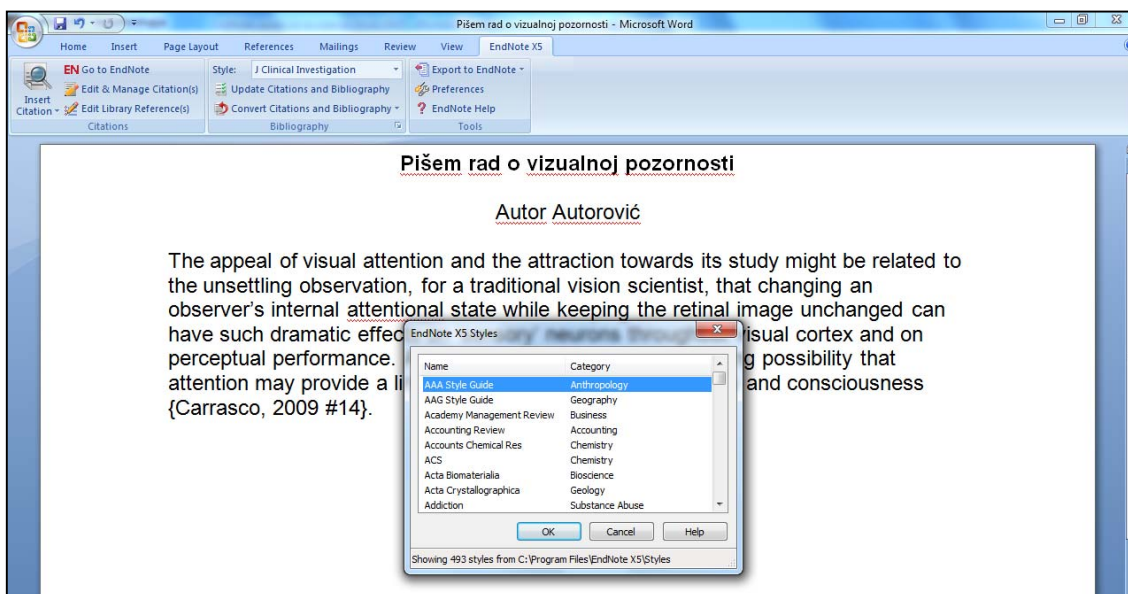 Pišem rad o vizualnoj pozornosti - Microsoft Word
Home Insert Page Layout References Mailings Review View EndNote X5
EN Go to EndNote Style: J Clinical Investigation Export to EndNote
Edit & Manage Citation(s) Update Citations and Bibliography Preferences
Insert Citation Edit Library Reference(s) Convert Citations and Bibliography ? EndNote Help
Citations Bibliography Tools
Pišem rad o vizualnoj pozornosti
Autor Autorović
The appeal of visual attention and the attraction towards its study might be related to
the unsettling observation, for a traditional vision scientist, that changing an
observer's internal attentional state while keeping the retinal image unchanged can
have such dramatic effec isual cortex and on
perceptual performance. g possibility that
attention may provide a li and consciousness
{Carrasco, 2009 #14}.
EndNote X5 Styles
Name Category
AAA Style Guide Anthropology
AAG Style Guide Geography
Academy Management Review Business
Accounting Review Accounting
Accounts Chemical Res Chemistry
ACS Chemistry
Acta Biomaterialia Bioscience
Acta Crystallographica Geology
Addiction Substance Abuse
OK Cancel Help
Showing 493 styles from C:\Program Files\EndNote X5\Styles